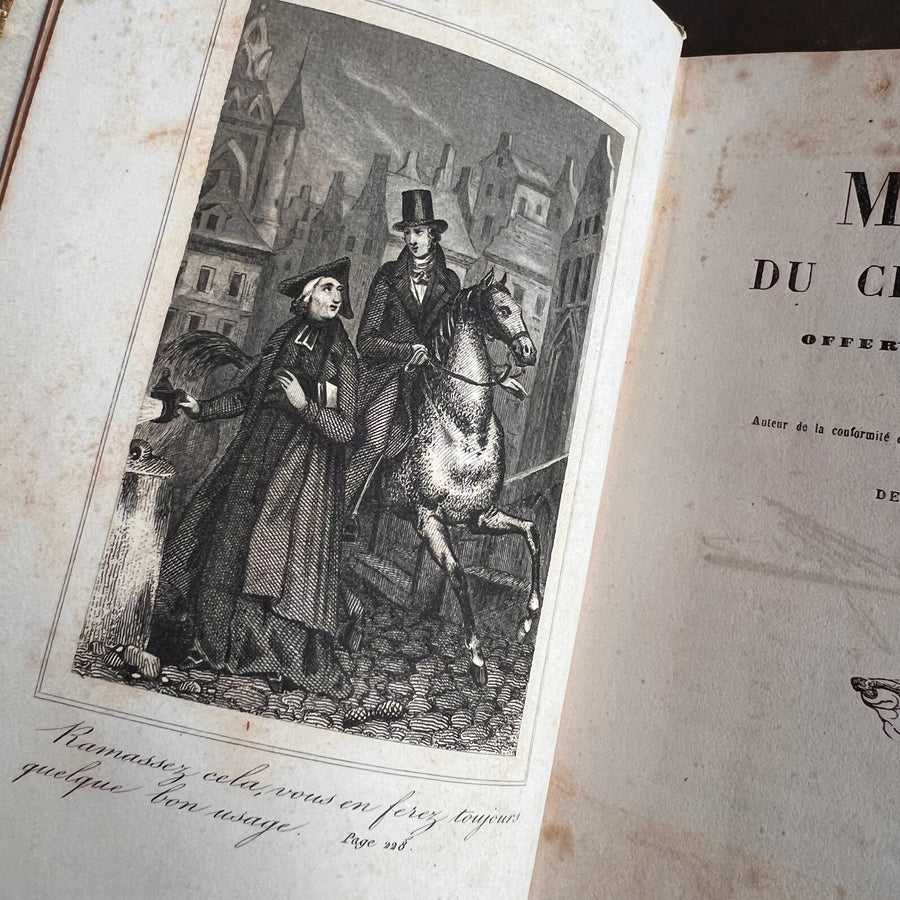 Ramassez cela, vous en ferez toujours
quelque bon usage.
Page 228.
M
DU C
OFFER
Auteur de la conformité
DE